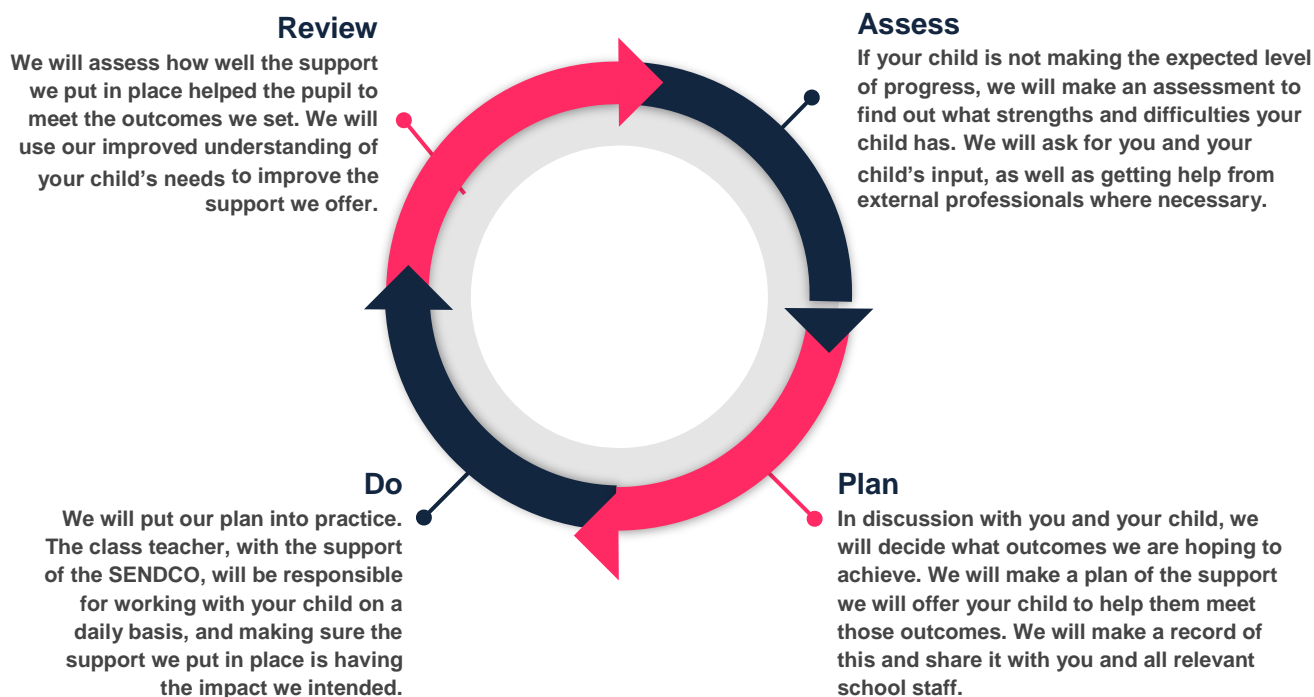 Review
We will assess how well the support
we put in place helped the pupil to
meet the outcomes we set. We will
use our improved understanding of
your child’s needs to improve the
support we offer.
Assess
If your child is not making the expected level
of progress, we will make an assessment to
find out what strengths and difficulties your
child has. We will ask for you and your
child’s input, as well as getting help from
external professionals where necessary.
Do
We will put our plan into practice.
The class teacher, with the support
of the SENDCO, will be responsible
for working with your child on a
daily basis, and making sure the
support we put in place is having
the impact we intended.
Plan
In discussion with you and your child, we
will decide what outcomes we are hoping to
achieve. We will make a plan of the support
we will offer your child to help them meet
those outcomes. We will make a record of
this and share it with you and all relevant
school staff.